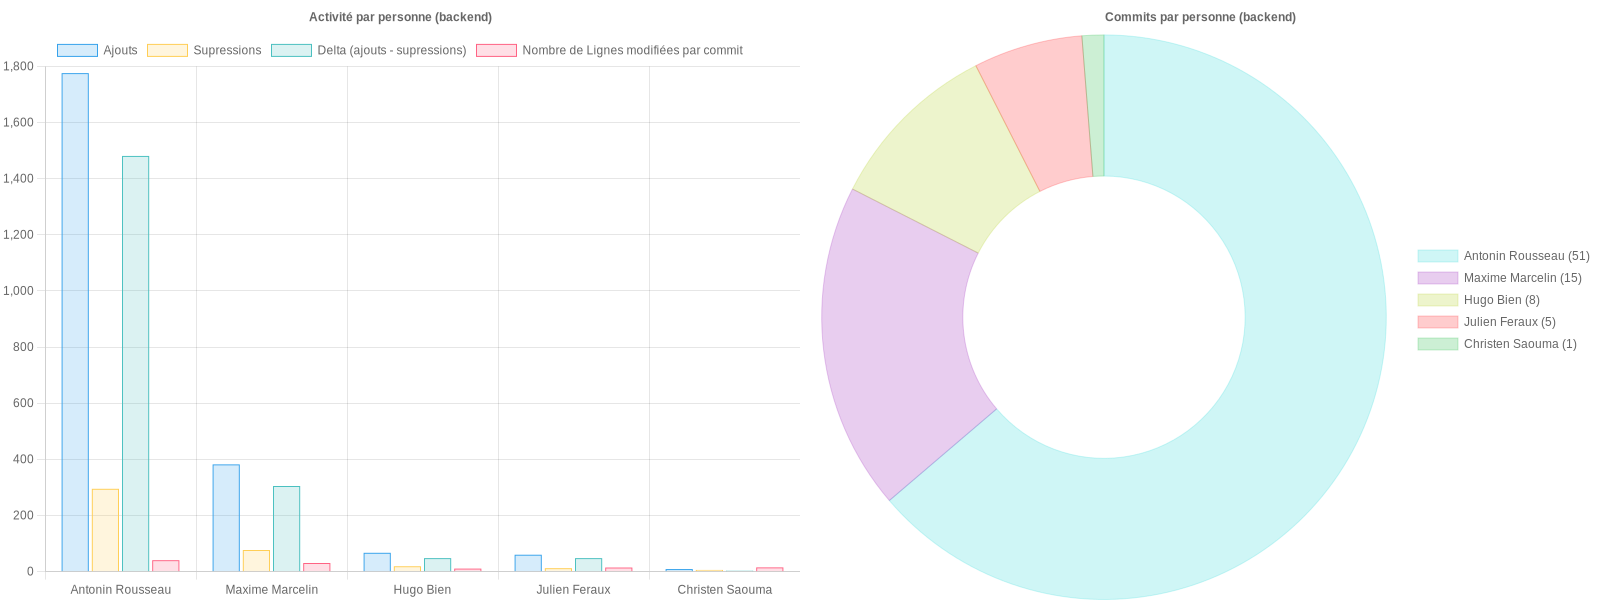 Activité par personne (backend)
Ajouts
Supressions
Delta (ajouts - supressions)
Nombre de Lignes modifiées par commit
1,800
1,600
1,400
1,200
1,000
800
600
400
200
0
Antonin Rousseau
Maxime Marcelin
Hugo Bien
Julien Feraux
Christen Saouma
Commits par personne (backend)
Antonin Rousseau (51)
Maxime Marcelin (15)
Hugo Bien (8)
Julien Feraux (5)
Christen Saouma (1)